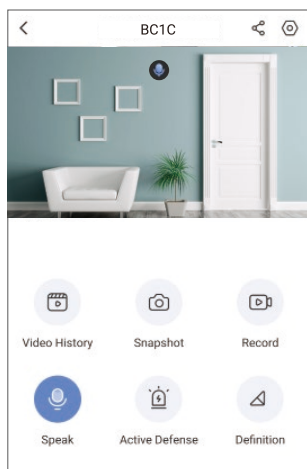 BC1C
Video History
Snapshot
Record
Speak
Active Defense
Definition